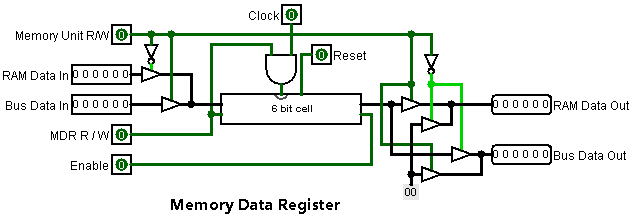 Clock 0
Memory Unit R/W 0
0 Reset
RAM Data In 0 0 0 0 0 0
Bus Data In 0 0 0 0 0 0
6 bit cell
0 0 0 0 0 0 RAM Data Out
MDR R / W 0
0 0 0 0 0 0 Bus Data Out
Enable 0
00
Memory Data Register